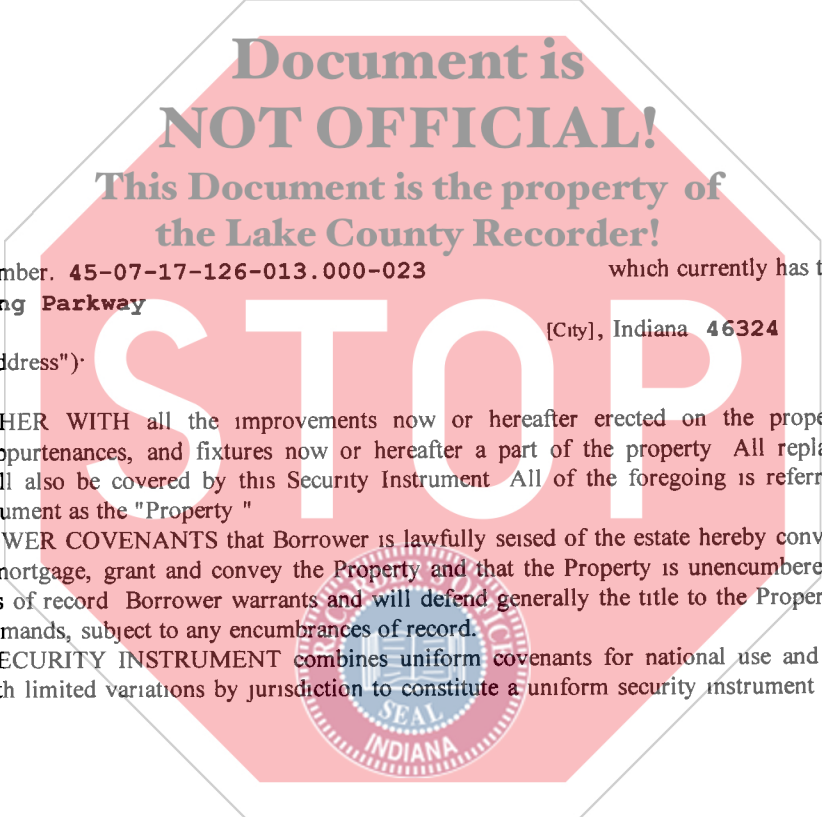 Document is
NOT OFFICIAL!
This Document is the property of
the Lake County Recorder!
mber. 45-07-17-126-013.000-023 which currently has t
ng Parkway
[City], Indiana 46324
ddress")·
STOP
HER WITH all the improvements now or hereafter erected on the prope
ppurtenances, and fixtures now or hereafter a part of the property All repla
ll also be covered by this Security Instrument All of the foregoing is referr
ument as the "Property "
WER COVENANTS that Borrower is lawfully seised of the estate hereby conv
nortgage, grant and convey the Property and that the Property is unencumbere
s of record Borrower warrants and will defend generally the title to the Proper
mands, subject to any encumbrances of record.
ECURITY INSTRUMENT combines uniform covenants for national use and
th limited variations by jurisdiction to constitute a uniform security instrument
RECORDER'S OFFICE
SEAL
INDIANA